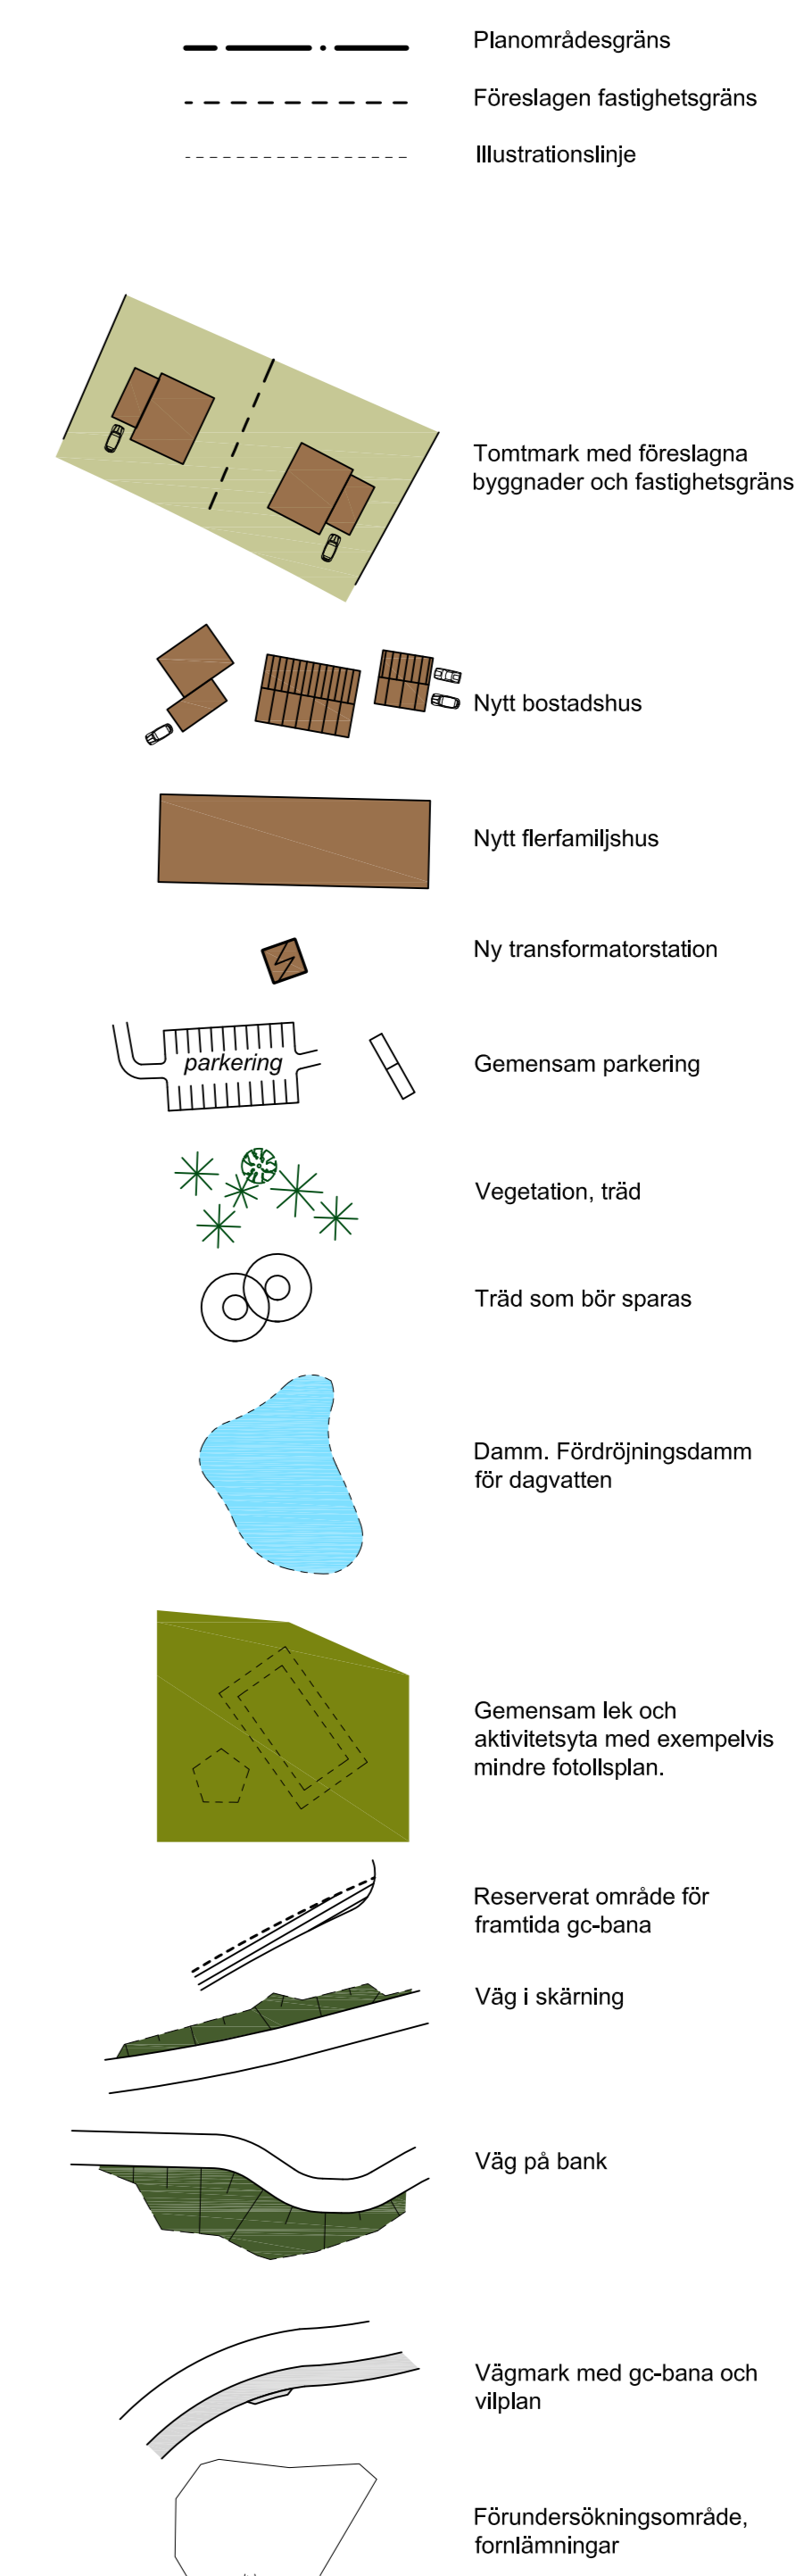 Planområdesgräns
Föreslagen fastighetsgräns
Illustrationslinje
Tomtmark med föreslagna
byggnader och fastighetsgräns
Nytt bostadshus
Nytt flerfamiljshus
Ny transformatorstation
parkering
Gemensam parkering
Vegetation, träd
Träd som bör sparas
Damm. Fördröjningsdamm
för dagvatten
Gemensam lek och
aktivitetsyta med exempelvis
mindre fotollsplan.
Reserverat område för
framtida gc-bana
Väg i skärning
Väg på bank
Vägmark med gc-bana och
vilplan
Förundersökningsområde,
fornlämningar